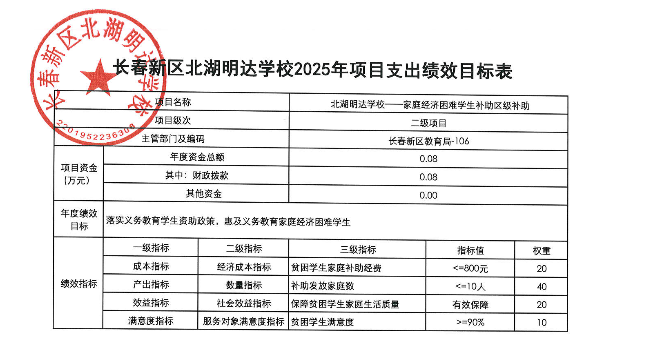 长春新区北湖明达学校
2201952236308
长春新区北湖明达学校2025年项目支出绩效目标表
项目名称 北湖明达学校——家庭经济困难学生补助区级补助
项目级次 二级项目
主管部门及编码 长春新区教育局-106
项目资金（万元） 年度资金总额 0.08
其中：财政拨款 0.08
其他资金 0.00
年度绩效目标 落实义务教育学生资助政策，惠及义务教育家庭经济困难学生
绩效指标 一级指标 二级指标 三级指标 指标值 权重
成本指标 经济成本指标 贫困学生家庭补助经费 <=800元 20
产出指标 数量指标 补助发放家庭数 <=10人 40
效益指标 社会效益指标 保障贫困学生家庭生活质量 有效保障 20
满意度指标 服务对象满意度指标 贫困学生满意度 >=90% 10